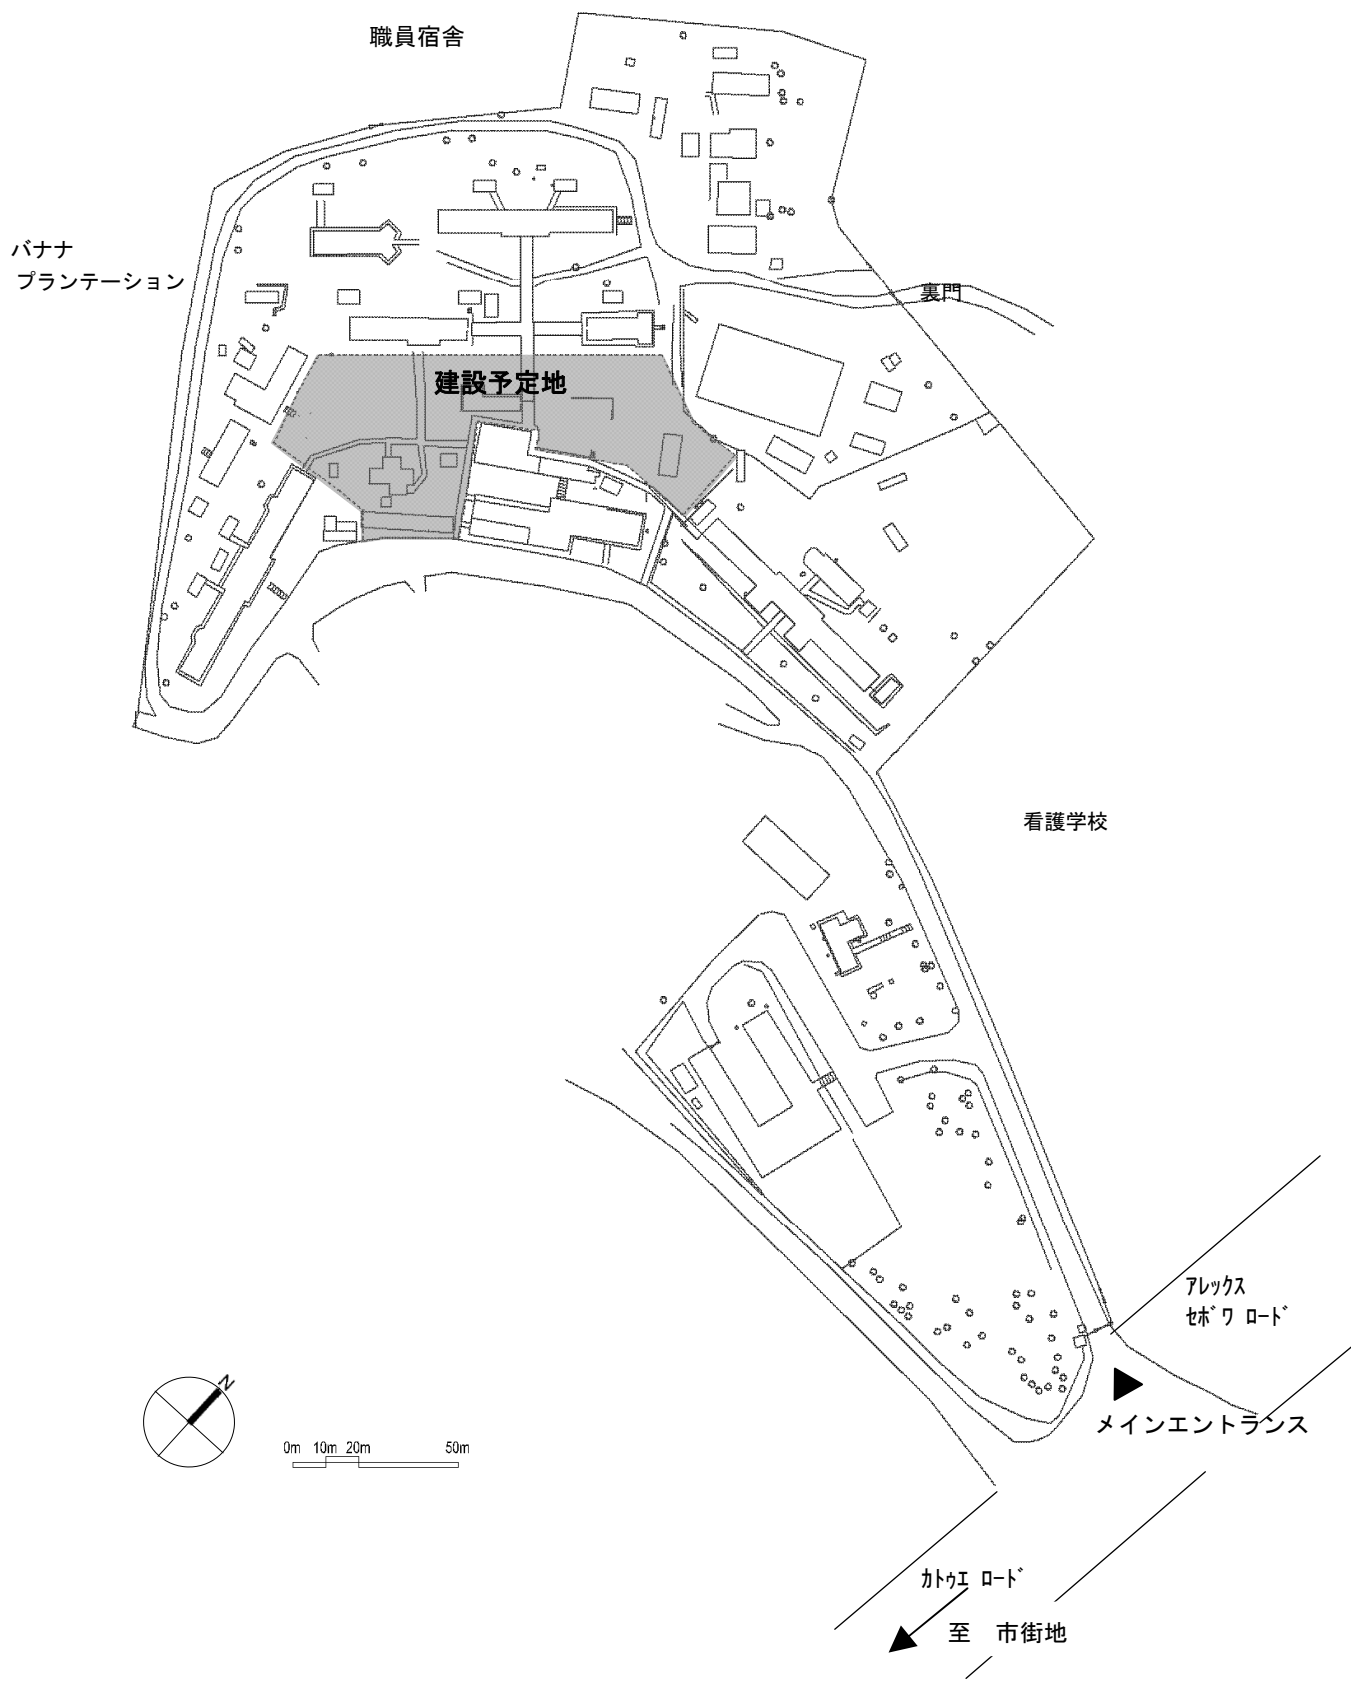 職員宿舎
バナナ
プランテーション
裏門
建設予定地
看護学校
アレックス
セボワ ロード
メインエントランス
N
0m 10m 20m 50m
カトゥエ ロード
至 市街地